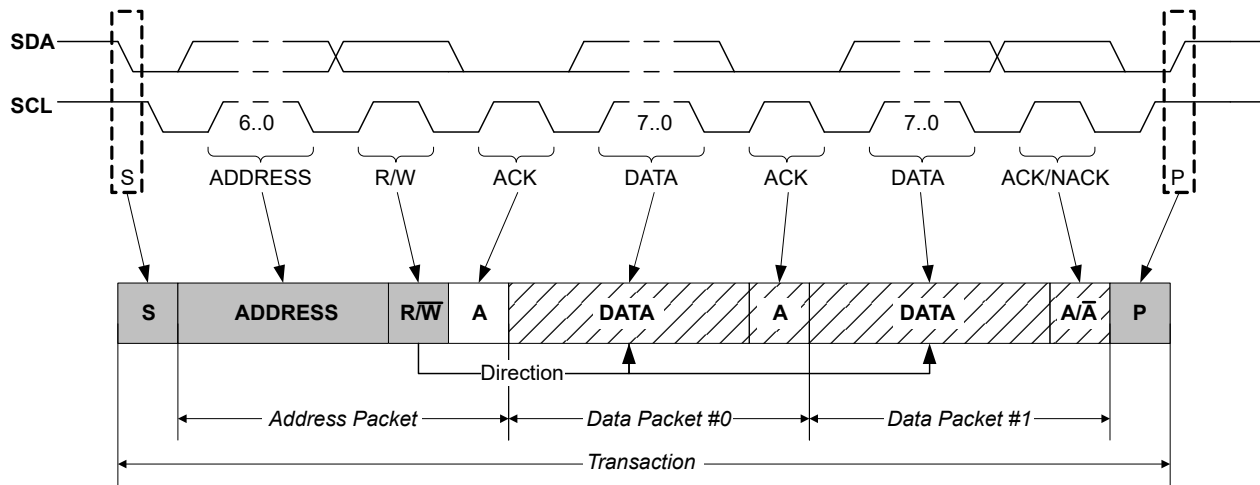 SDA
SCL
6..0 7..0 7..0
S ADDRESS R/W ACK DATA ACK DATA ACK/NACK P
S ADDRESS R/W̅ A DATA A DATA A/A̅ P
Direction
Address Packet Data Packet #0 Data Packet #1
Transaction